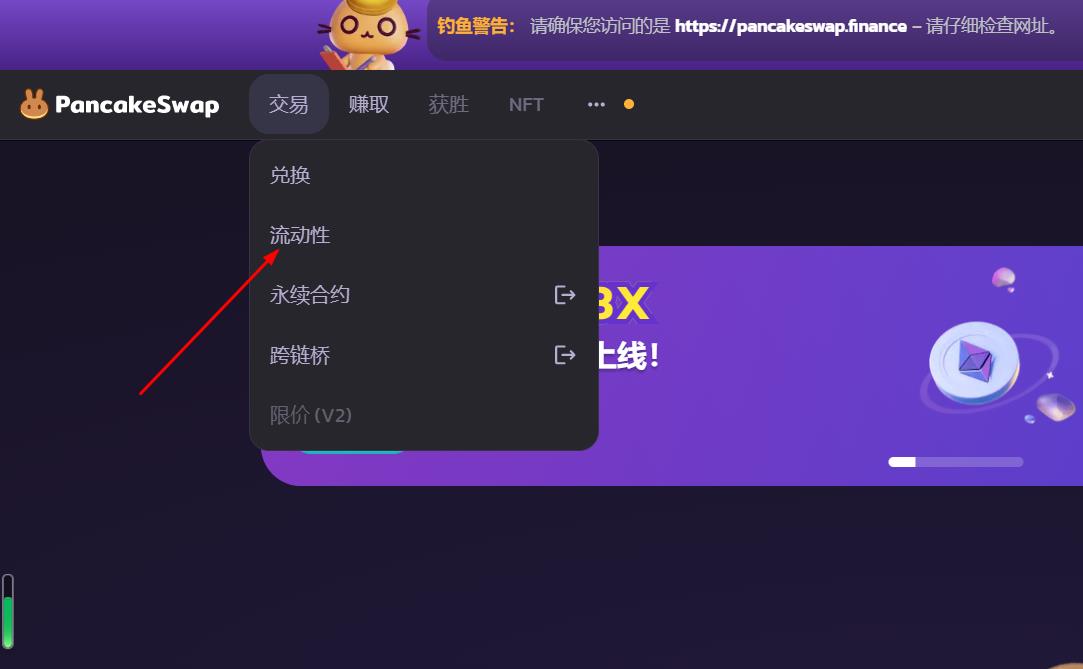 钓鱼警告： 请确保您访问的是 https://pancakeswap.finance – 请仔细检查网址。
PancakeSwap 交易 赚取 获胜 NFT ...
兑换
流动性
永续合约
跨链桥
限价 (V2)
3X
上线！